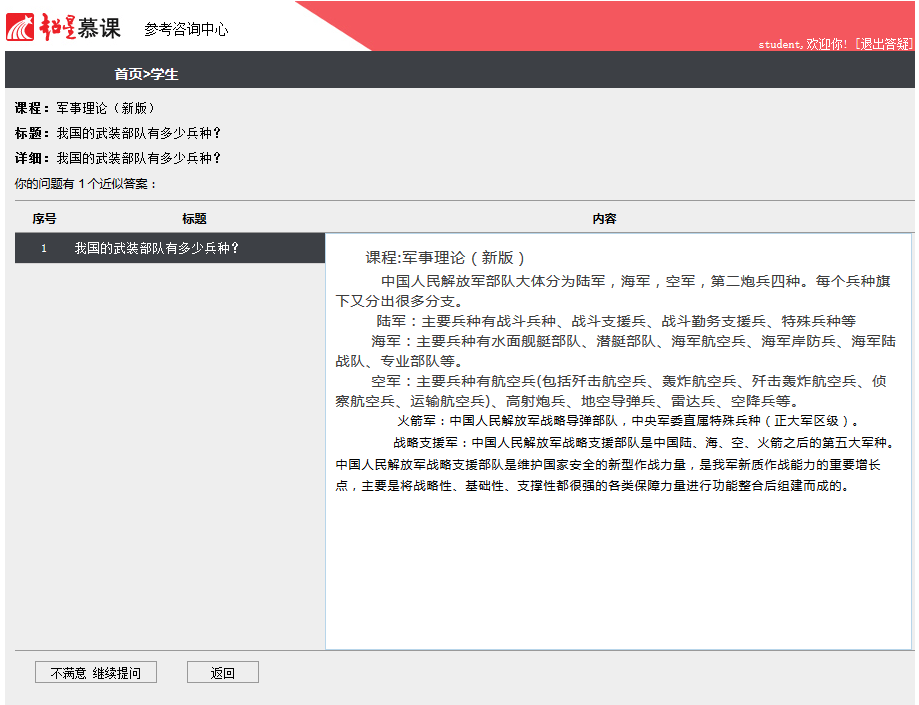 超星慕课 参考咨询中心
student,欢迎你! [退出答疑]
首页>学生
课程：军事理论（新版）
标题：我国的武装部队有多少兵种？
详细：我国的武装部队有多少兵种？
你的问题有 1 个近似答案：
序号 标题 内容
1 我国的武装部队有多少兵种？
课程:军事理论（新版）
中国人民解放军部队大体分为陆军，海军，空军，第二炮兵四种。每个兵种旗
下又分出很多分支。
陆军：主要兵种有战斗兵种、战斗支援兵、战斗勤务支援兵、特殊兵种等
海军：主要兵种有水面舰艇部队、潜艇部队、海军航空兵、海军岸防兵、海军陆
战队、专业部队等。
空军：主要兵种有航空兵(包括歼击航空兵、轰炸航空兵、歼击轰炸航空兵、侦
察航空兵、运输航空兵)、高射炮兵、地空导弹兵、雷达兵、空降兵等。
火箭军：中国人民解放军战略导弹部队，中央军委直属特殊兵种（正大军区级）。
战略支援军：中国人民解放军战略支援部队是中国陆、海、空、火箭之后的第五大军种。
中国人民解放军战略支援部队是维护国家安全的新型作战力量，是我军新质作战能力的重要增长
点，主要是将战略性、基础性、支撑性都很强的各类保障力量进行功能整合后组建而成的。
不满意 继续提问 返回